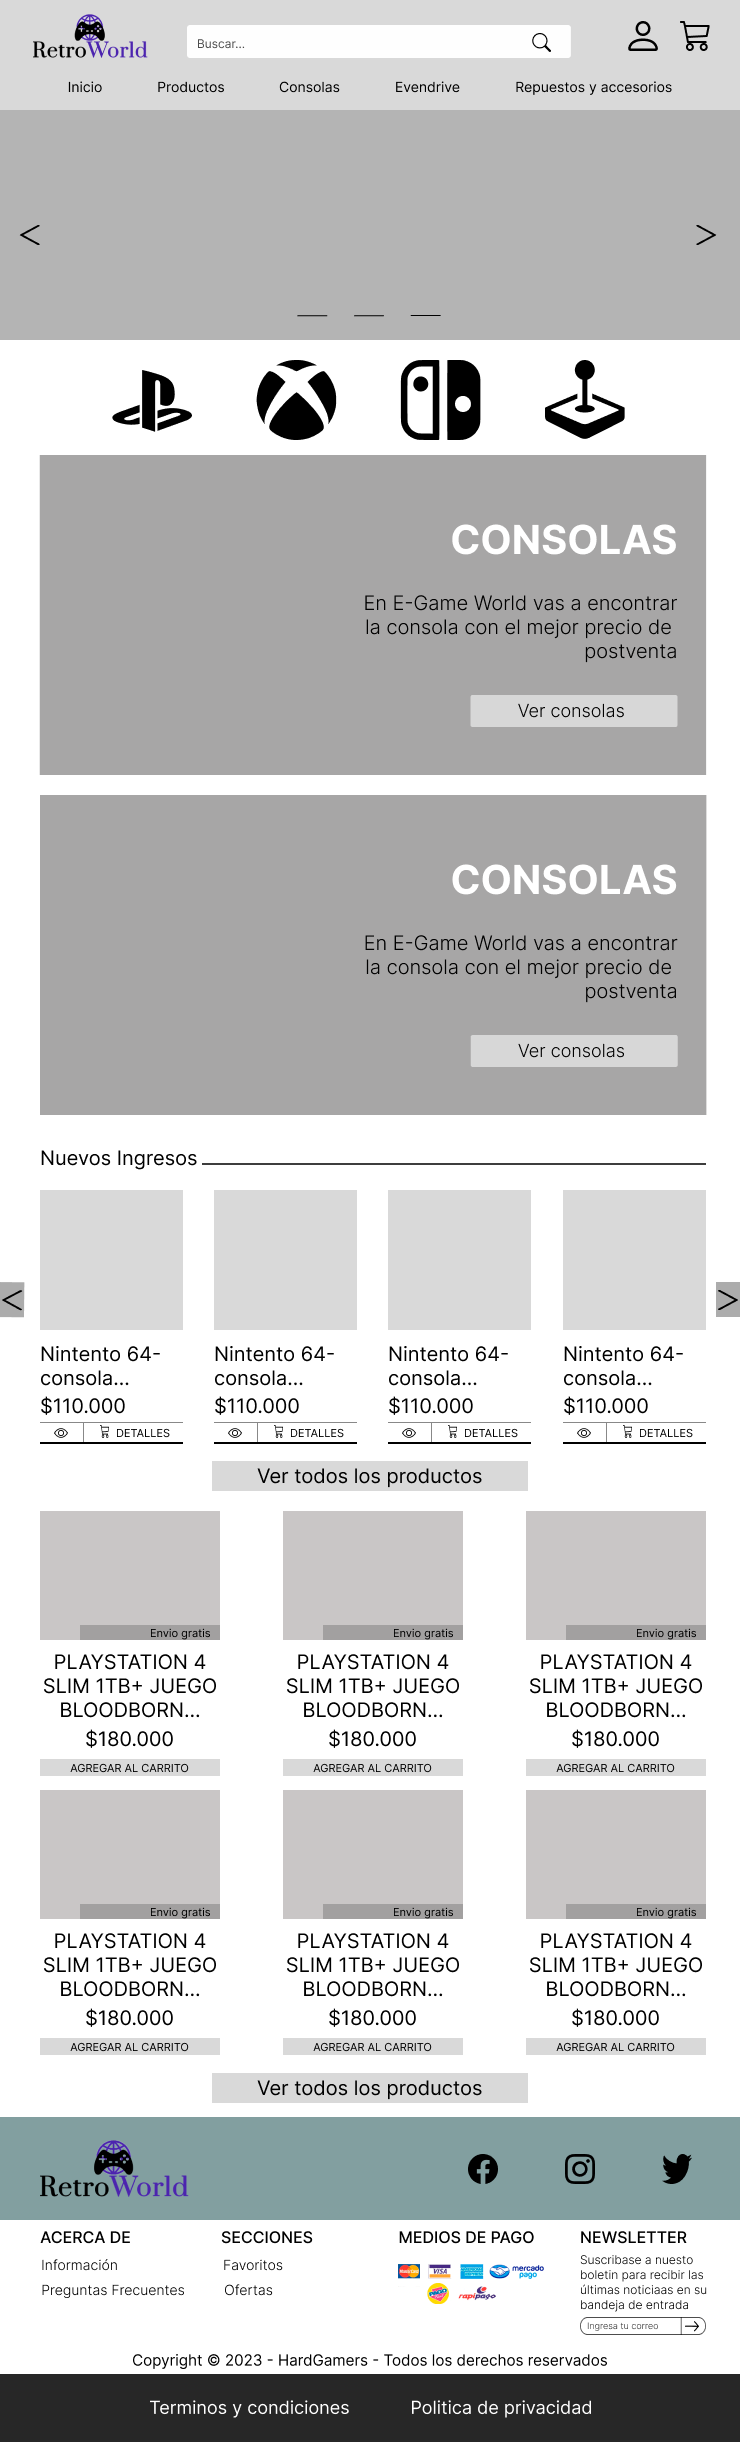 RetroWorld
Buscar...
Inicio Productos Consolas Evendrive Repuestos y accesorios
< >
CONSOLAS
En E-Game World vas a encontrar
la consola con el mejor precio de
postventa
Ver consolas
CONSOLAS
En E-Game World vas a encontrar
la consola con el mejor precio de
postventa
Ver consolas
Nuevos Ingresos
< >
Nintento 64-
consola...
$110.000
DETALLES
Nintento 64-
consola...
$110.000
DETALLES
Nintento 64-
consola...
$110.000
DETALLES
Nintento 64-
consola...
$110.000
DETALLES
Ver todos los productos
Envio gratis
PLAYSTATION 4
SLIM 1TB+ JUEGO
BLOODBORN...
$180.000
AGREGAR AL CARRITO
Envio gratis
PLAYSTATION 4
SLIM 1TB+ JUEGO
BLOODBORN...
$180.000
AGREGAR AL CARRITO
Envio gratis
PLAYSTATION 4
SLIM 1TB+ JUEGO
BLOODBORN...
$180.000
AGREGAR AL CARRITO
Envio gratis
PLAYSTATION 4
SLIM 1TB+ JUEGO
BLOODBORN...
$180.000
AGREGAR AL CARRITO
Envio gratis
PLAYSTATION 4
SLIM 1TB+ JUEGO
BLOODBORN...
$180.000
AGREGAR AL CARRITO
Envio gratis
PLAYSTATION 4
SLIM 1TB+ JUEGO
BLOODBORN...
$180.000
AGREGAR AL CARRITO
Ver todos los productos
RetroWorld
ACERCA DE
Información
Preguntas Frecuentes
SECCIONES
Favoritos
Ofertas
MEDIOS DE PAGO
VISA mercado
pago
rapipago
NEWSLETTER
Suscribase a nuesto
boletin para recibir las
últimas noticiaas en su
bandeja de entrada
Ingresa tu correo
Copyright © 2023 - HardGamers - Todos los derechos reservados
Terminos y condiciones Politica de privacidad